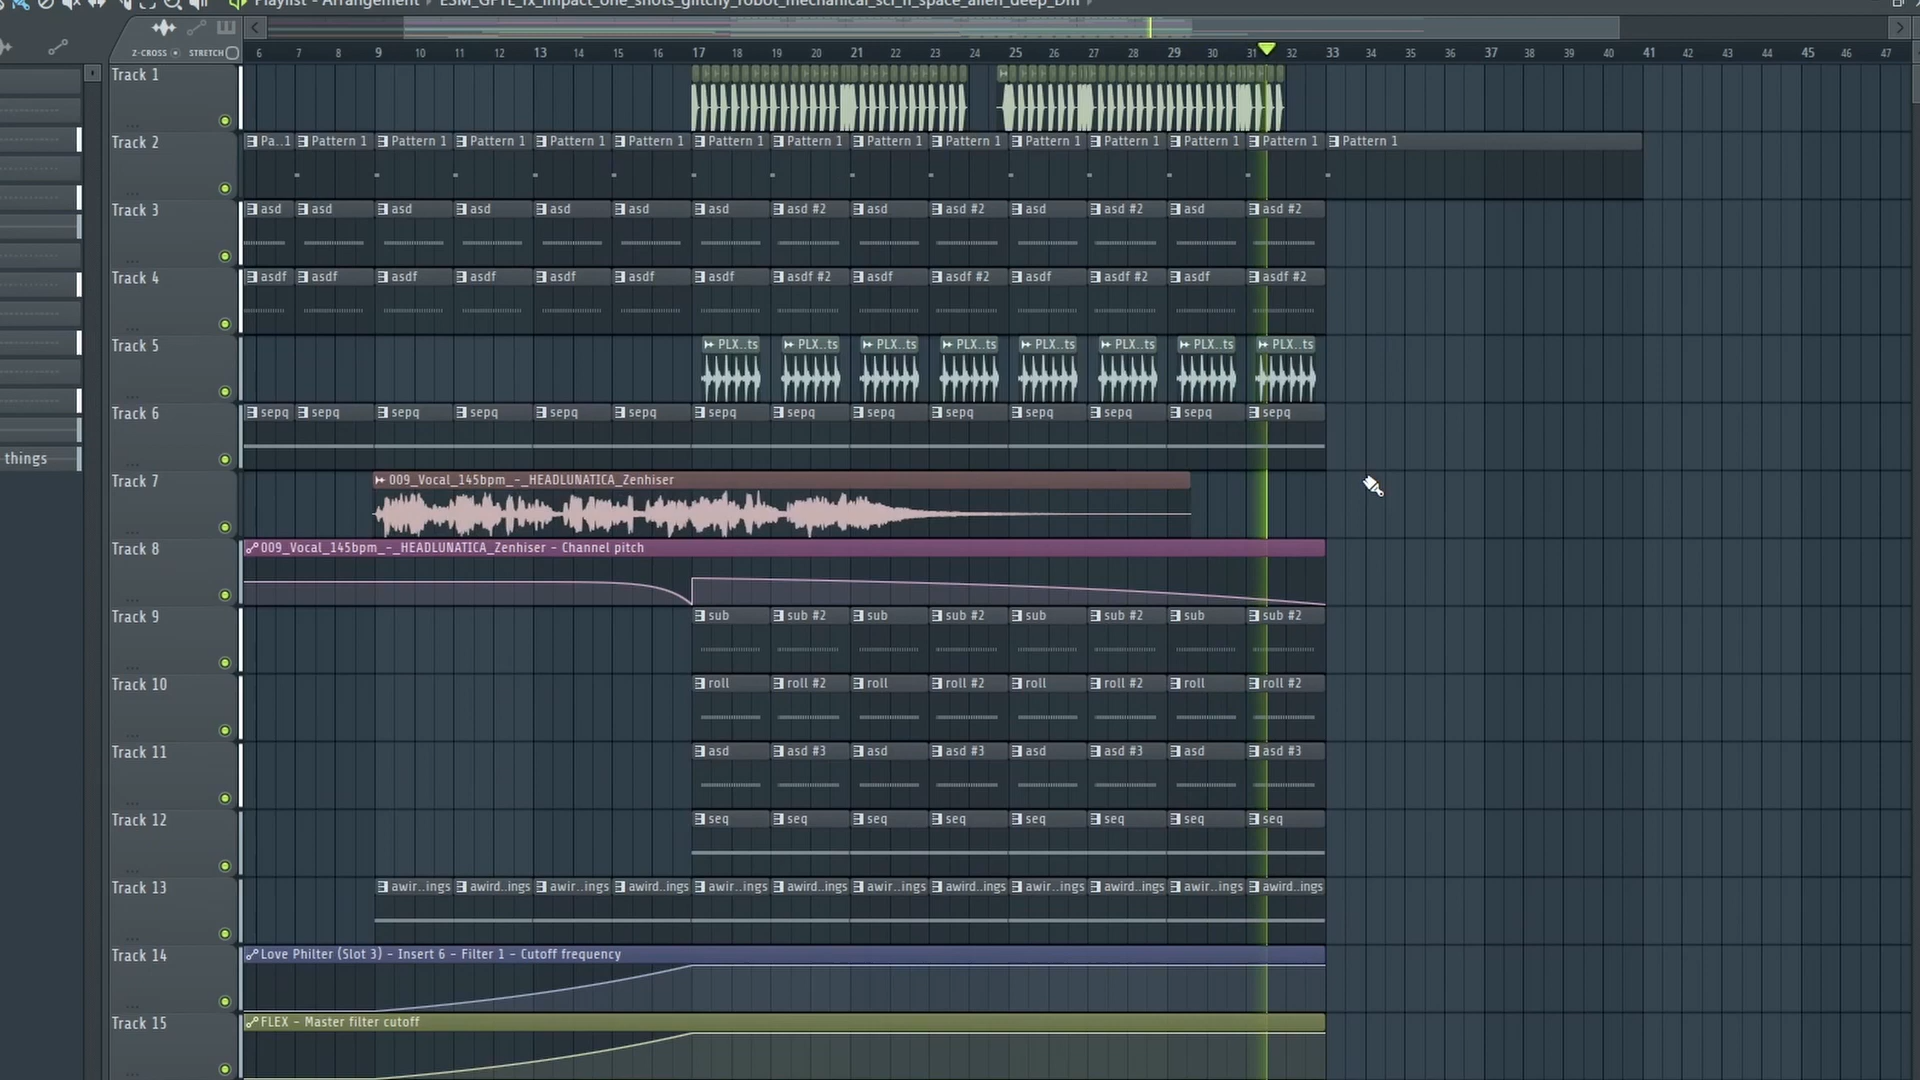 Playlist - Arrangement › ESM_GFTE_fx_impact_one_shots_glitchy_robot_mechanical_sci_fi_space_alien_deep_Dm ›
Z-CROSS STRETCH
6 7 8 9 10 11 12 13 14 15 16 17 18 19 20 21 22 23 24 25 26 27 28 29 30 31 32 33 34 35 36 37 38 39 40 41 42 43 44 45 46 47
Track 1
Track 2
Pa..1 Pattern 1 Pattern 1 Pattern 1 Pattern 1 Pattern 1 Pattern 1 Pattern 1 Pattern 1 Pattern 1 Pattern 1 Pattern 1 Pattern 1 Pattern 1 Pattern 1
Track 3
asd asd asd asd asd asd asd asd #2 asd asd #2 asd asd #2 asd asd #2
Track 4
asdf asdf asdf asdf asdf asdf asdf asdf #2 asdf asdf #2 asdf asdf #2 asdf asdf #2
Track 5
PLX..ts PLX..ts PLX..ts PLX..ts PLX..ts PLX..ts PLX..ts PLX..ts
Track 6
sepq sepq sepq sepq sepq sepq sepq sepq sepq sepq sepq sepq sepq sepq
things
Track 7
009_Vocal_145bpm_-_HEADLUNATICA_Zenhiser
Track 8
009_Vocal_145bpm_-_HEADLUNATICA_Zenhiser - Channel pitch
Track 9
sub sub #2 sub sub #2 sub sub #2 sub sub #2
Track 10
roll roll #2 roll roll #2 roll roll #2 roll roll #2
Track 11
asd asd #3 asd asd #3 asd asd #3 asd asd #3
Track 12
seq seq seq seq seq seq seq seq
Track 13
awir..ings awird..ings awir..ings awird..ings awir..ings awird..ings awir..ings awird..ings awir..ings awird..ings awir..ings awird..ings
Track 14
Love Philter (Slot 3) - Insert 6 - Filter 1 - Cutoff frequency
Track 15
FLEX - Master filter cutoff